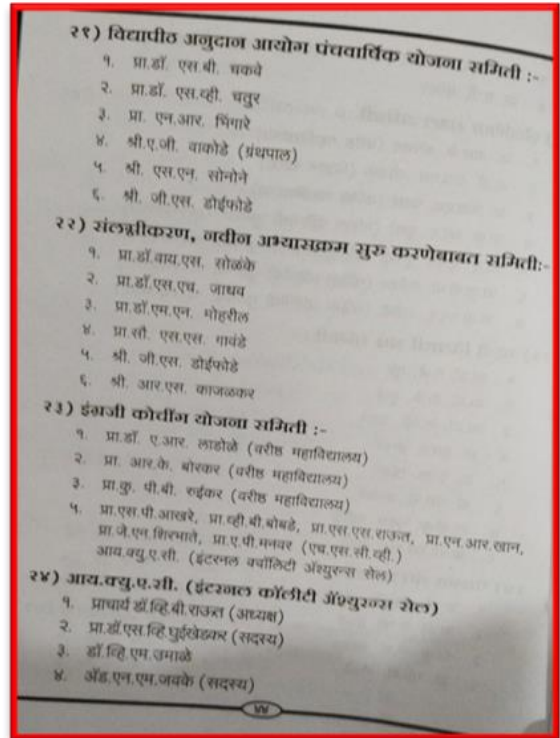 २१) विद्यापीठ अनुदान आयोग पंचवार्षिक योजना समिती :-
१. प्रा.डॉ. एस.बी. चकवे
२. प्रा.डॉ. एस.व्ही. चतुर
३. प्रा. एन.आर. भिंगारे
४. श्री.ए.जी. वाकोडे (ग्रंथपाल)
५. श्री. एस.एन. सोनोने
६. श्री. जी.एस. डोईफोडे
२२) संलग्नीकरण, नवीन अभ्यासक्रम सुरु करणेबाबत समिती:-
१. प्रा.डॉ.वाय.एस. सोळंके
२. प्रा.डॉ.एस.एच. जाधव
३. प्रा.डॉ.एम.एन. मोहरील
४. प्रा.सौ. एस.एस. गावंडे
५. श्री. जी.एस. डोईफोडे
६. श्री. आर.एस. काजळकर
२३) इंग्रजी कोचींग योजना समिती :-
१. प्रा.डॉ. ए.आर. लाडोळे (वरीष्ठ महाविद्यालय)
२. प्रा. आर.के. बोरकर (वरीष्ठ महाविद्यालय)
३. प्रा.कु. पी.बी. रुईकर (वरीष्ठ महाविद्यालय)
५. प्रा.एस.पी.आखरे, प्रा.व्ही.बी.बोबडे, प्रा.एस.एस.राऊत, प्रा.एन.आर.खान,
प्रा.जे.एन.शिरभाते, प्रा.ए.पी.मनवर (एच.एस.सी.व्ही.)
आय.क्यु.ए.सी. (इंटरनल क्वॉलिटी ॲश्युरन्स सेल)
२४) आय.क्यु.ए.सी. (इंटरनल कॉलीटी ॲश्युरन्स सेल)
१. प्राचार्य डॉ.व्हि.बी.राऊत (अध्यक्ष)
२. प्रा.डॉ.एस.व्हि.घुईखेडकर (सदस्य)
३. डॉ.व्हि.एम.उमाळे
४. ॲड.एन.एम.जवके (सदस्य)